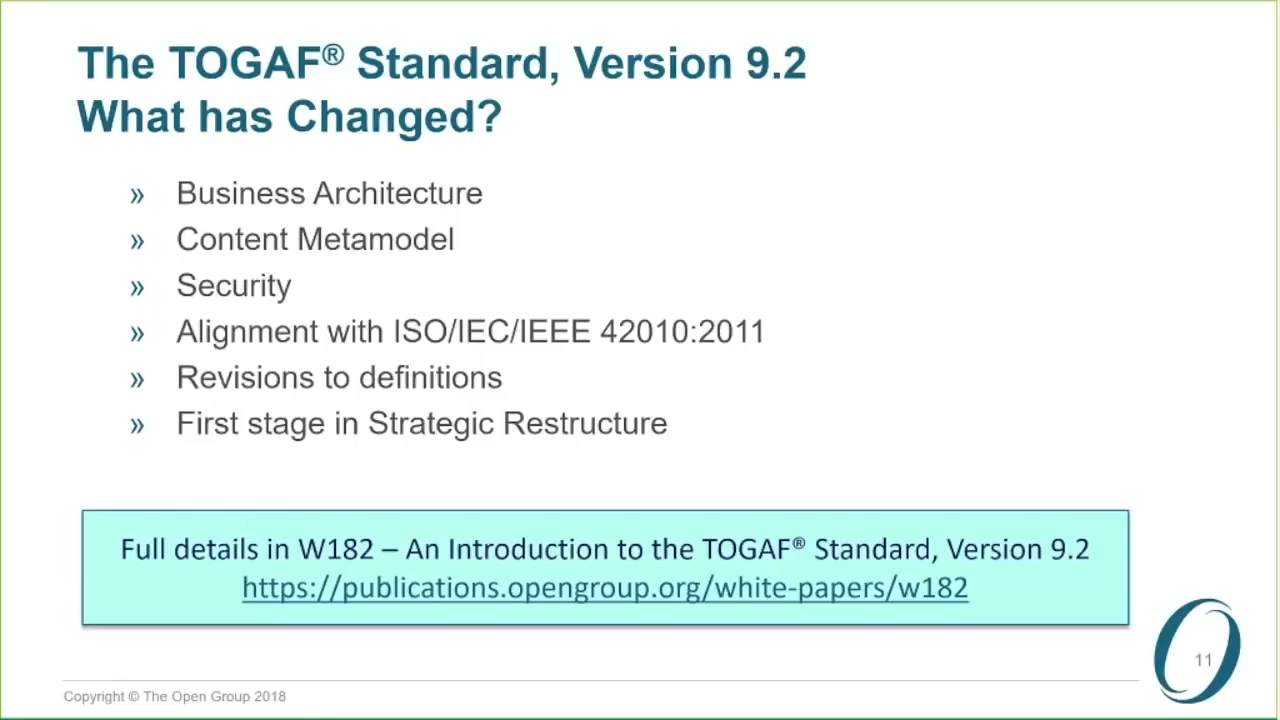 The TOGAF® Standard, Version 9.2
What has Changed?
» Business Architecture
» Content Metamodel
» Security
» Alignment with ISO/IEC/IEEE 42010:2011
» Revisions to definitions
» First stage in Strategic Restructure
Full details in W182 – An Introduction to the TOGAF® Standard, Version 9.2
https://publications.opengroup.org/white-papers/w182
11
Copyright © The Open Group 2018